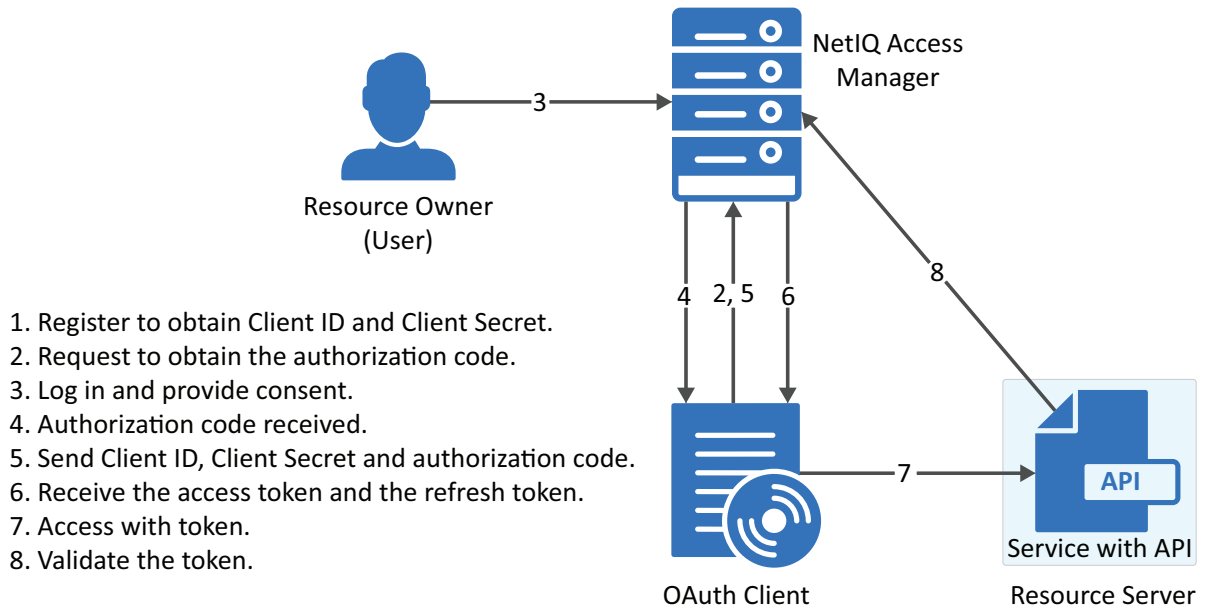 NetIQ Access
Manager
3
Resource Owner
(User)
8
4
2, 5
6
1. Register to obtain Client ID and Client Secret.
2. Request to obtain the authorization code.
3. Log in and provide consent.
4. Authorization code received.
5. Send Client ID, Client Secret and authorization code.
6. Receive the access token and the refresh token.
7. Access with token.
8. Validate the token.
7
API
Service with API
OAuth Client
Resource Server